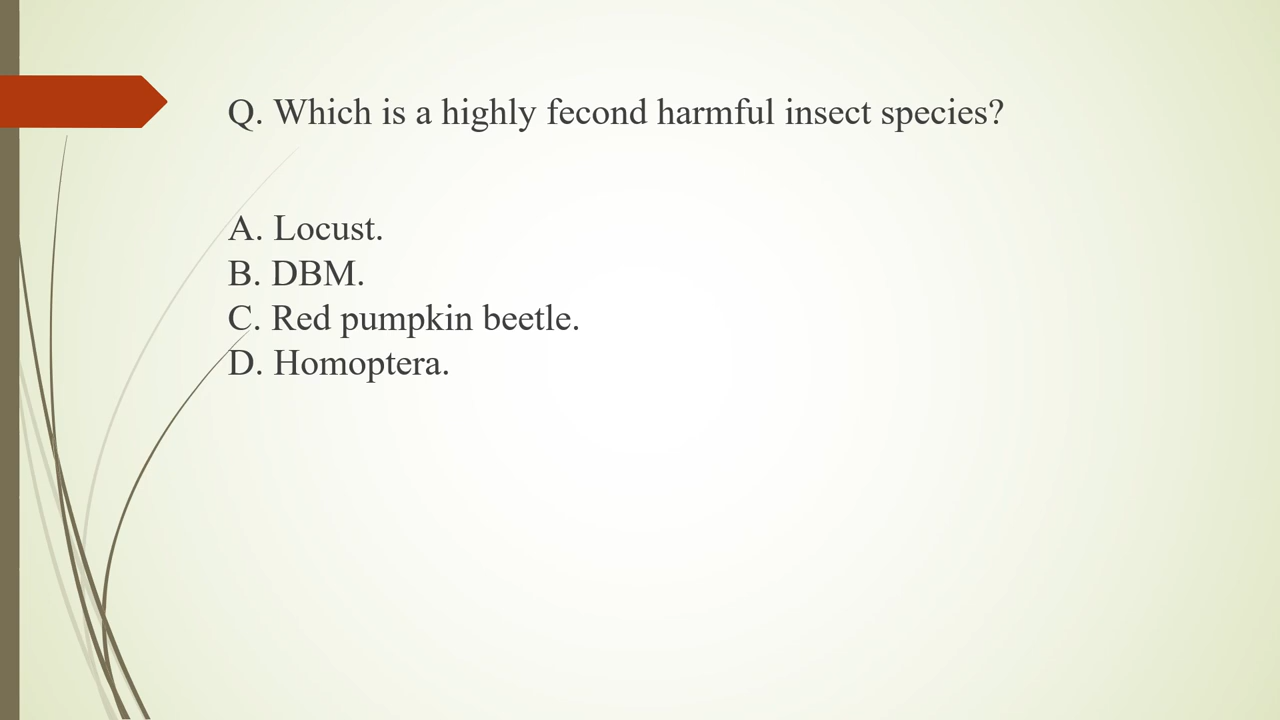 Q. Which is a highly fecond harmful insect species?
A. Locust.
B. DBM.
C. Red pumpkin beetle.
D. Homoptera.